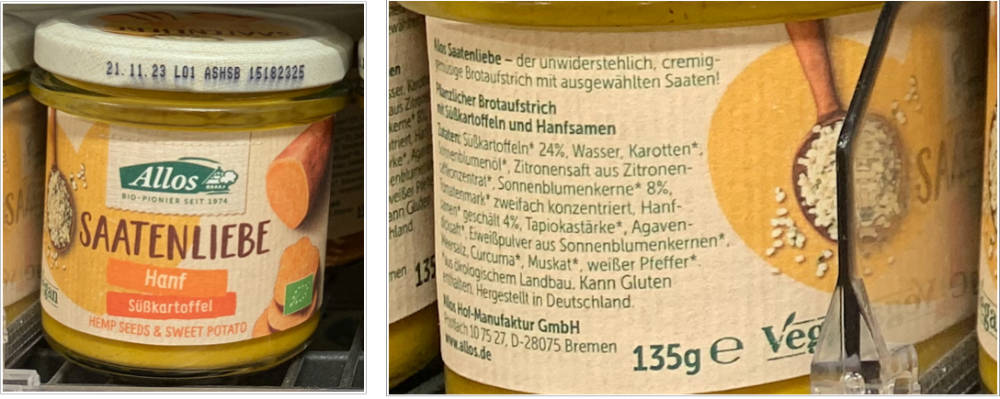 SAATENLIEBE
21.11.23 L01 ASHSB 15182325
Allos
BIO-PIONIER SEIT 1974
SAATENLIEBE
Hanf
Süßkartoffel
HEMP SEEDS & SWEET POTATO
Allos Saatenliebe – der unwiderstehlich, cremig-
gemüsige Brotaufstrich mit ausgewählten Saaten!
Pflanzlicher Brotaufstrich
mit Süßkartoffeln und Hanfsamen
Zutaten: Süßkartoffeln* 24%, Wasser, Karotten*,
Sonnenblumenöl*, Zitronensaft aus Zitronen-
saftkonzentrat*, Sonnenblumenkerne* 8%,
Tomatenmark* zweifach konzentriert, Hanf-
samen* geschält 4%, Tapiokastärke*, Agaven-
dicksaft*, Eiweißpulver aus Sonnenblumenkernen*,
Meersalz, Curcuma*, Muskat*, weißer Pfeffer*.
*aus ökologischem Landbau. Kann Gluten
enthalten. Hergestellt in Deutschland.
Allos Hof-Manufaktur GmbH
Postfach 10 75 27, D-28075 Bremen
www.allos.de
135g e